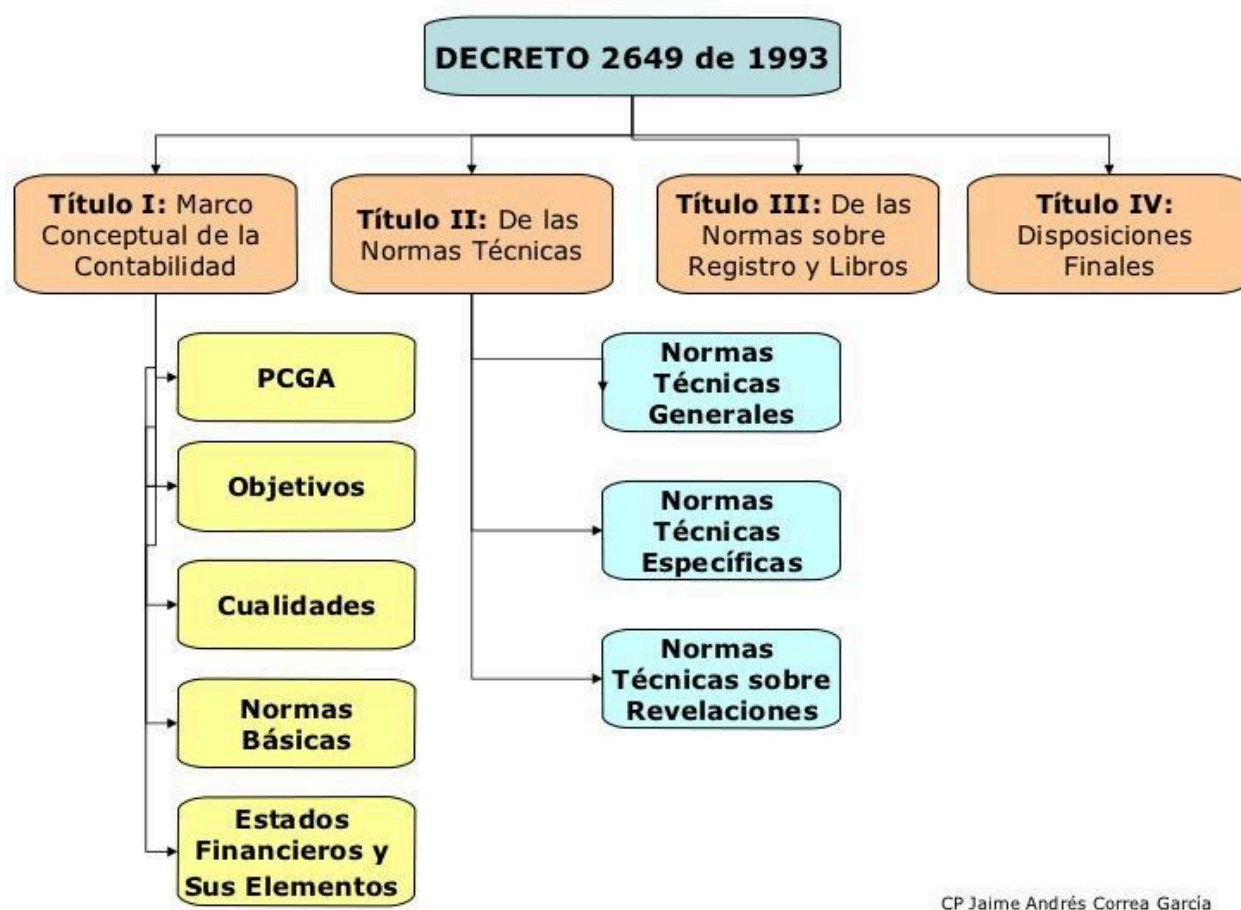 DECRETO 2649 de 1993
Título I: Marco
Conceptual de la
Contabilidad
Título II: De las
Normas Técnicas
Título III: De las
Normas sobre
Registro y Libros
Título IV:
Disposiciones
Finales
PCGA
Objetivos
Cualidades
Normas
Básicas
Estados
Financieros y
Sus Elementos
Normas
Técnicas
Generales
Normas
Técnicas
Específicas
Normas
Técnicas sobre
Revelaciones
CP Jaime Andrés Correa García